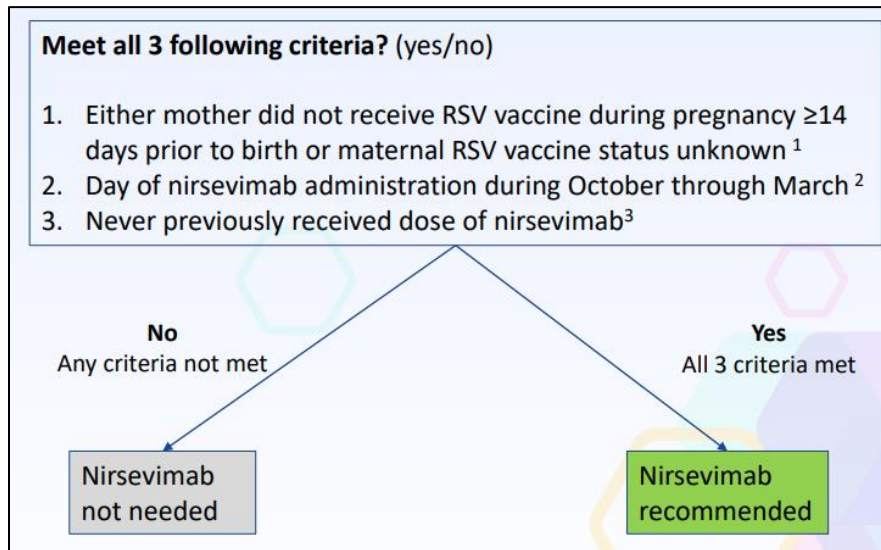 Meet all 3 following criteria? (yes/no)
1. Either mother did not receive RSV vaccine during pregnancy ≥14
days prior to birth or maternal RSV vaccine status unknown ¹
2. Day of nirsevimab administration during October through March ²
3. Never previously received dose of nirsevimab³
No
Any criteria not met
Yes
All 3 criteria met
Nirsevimab
not needed
Nirsevimab
recommended